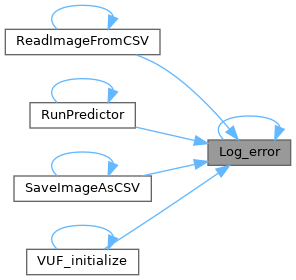 ReadImageFromCSV
RunPredictor
Log_error
SaveImageAsCSV
VUF_initialize